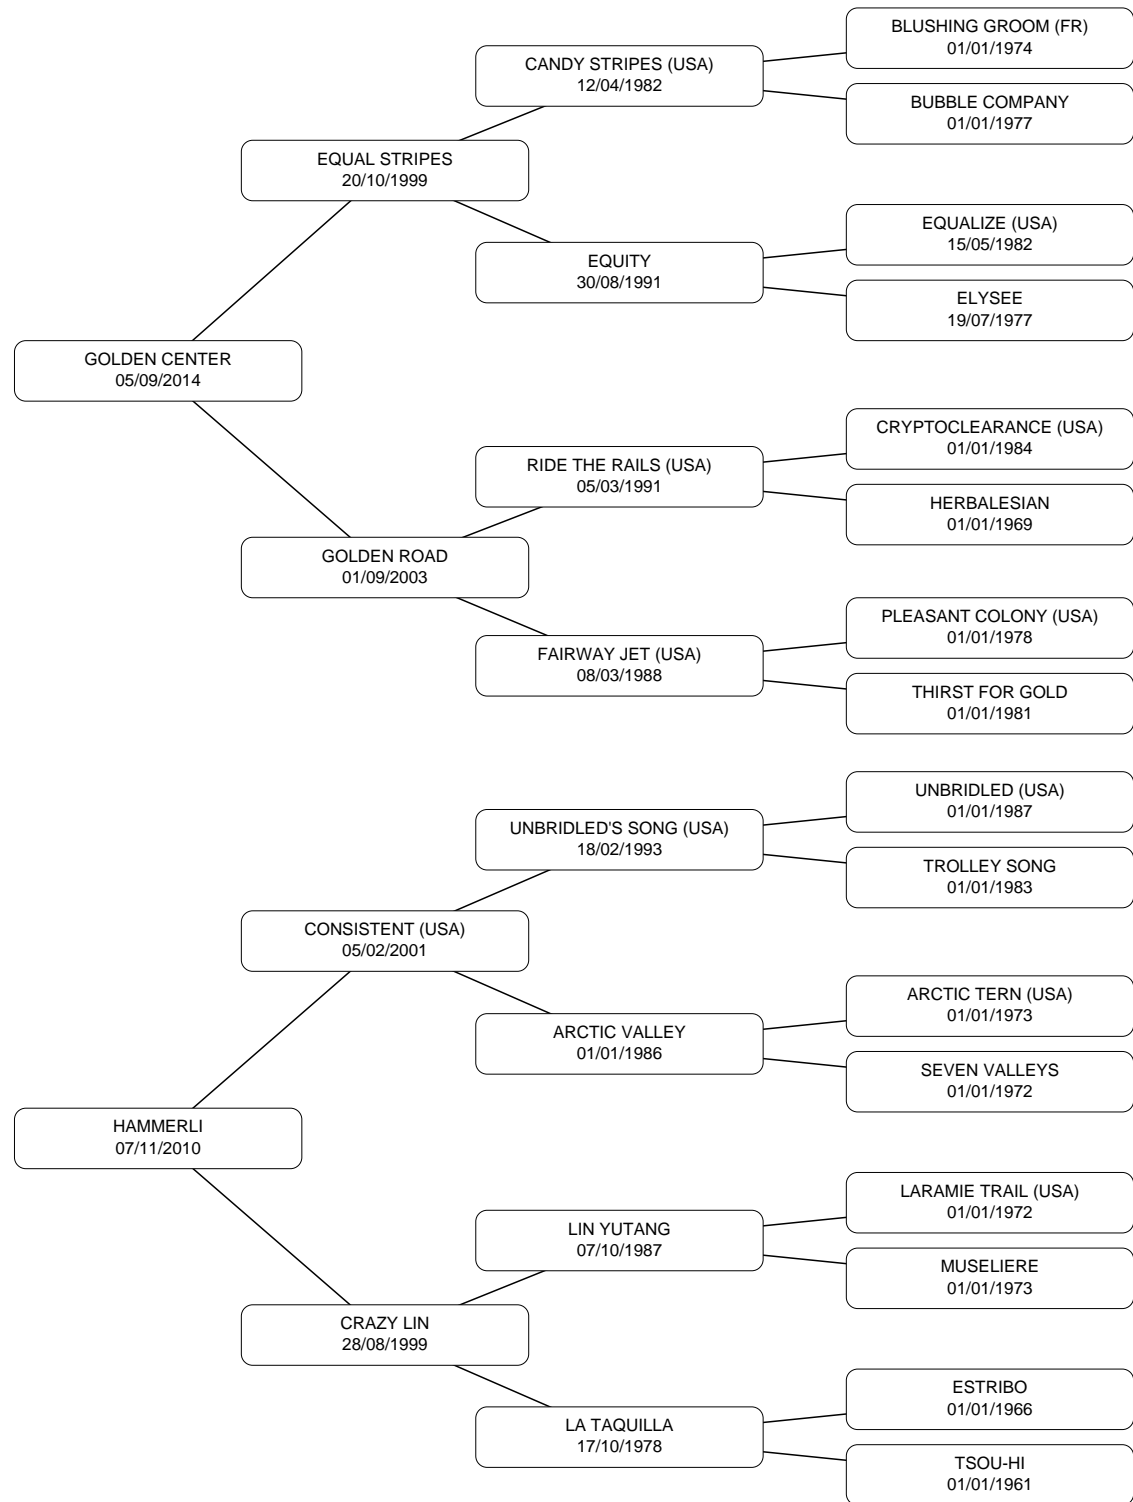 BLUSHING GROOM (FR)
01/01/1974
CANDY STRIPES (USA)
12/04/1982
BUBBLE COMPANY
01/01/1977
EQUAL STRIPES
20/10/1999
EQUALIZE (USA)
15/05/1982
EQUITY
30/08/1991
ELYSEE
19/07/1977
GOLDEN CENTER
05/09/2014
CRYPTOCLEARANCE (USA)
01/01/1984
RIDE THE RAILS (USA)
05/03/1991
HERBALESIAN
01/01/1969
GOLDEN ROAD
01/09/2003
PLEASANT COLONY (USA)
01/01/1978
FAIRWAY JET (USA)
08/03/1988
THIRST FOR GOLD
01/01/1981
UNBRIDLED (USA)
01/01/1987
UNBRIDLED'S SONG (USA)
18/02/1993
TROLLEY SONG
01/01/1983
CONSISTENT (USA)
05/02/2001
ARCTIC TERN (USA)
01/01/1973
ARCTIC VALLEY
01/01/1986
SEVEN VALLEYS
01/01/1972
HAMMERLI
07/11/2010
LARAMIE TRAIL (USA)
01/01/1972
LIN YUTANG
07/10/1987
MUSELIERE
01/01/1973
CRAZY LIN
28/08/1999
ESTRIBO
01/01/1966
LA TAQUILLA
17/10/1978
TSOU-HI
01/01/1961